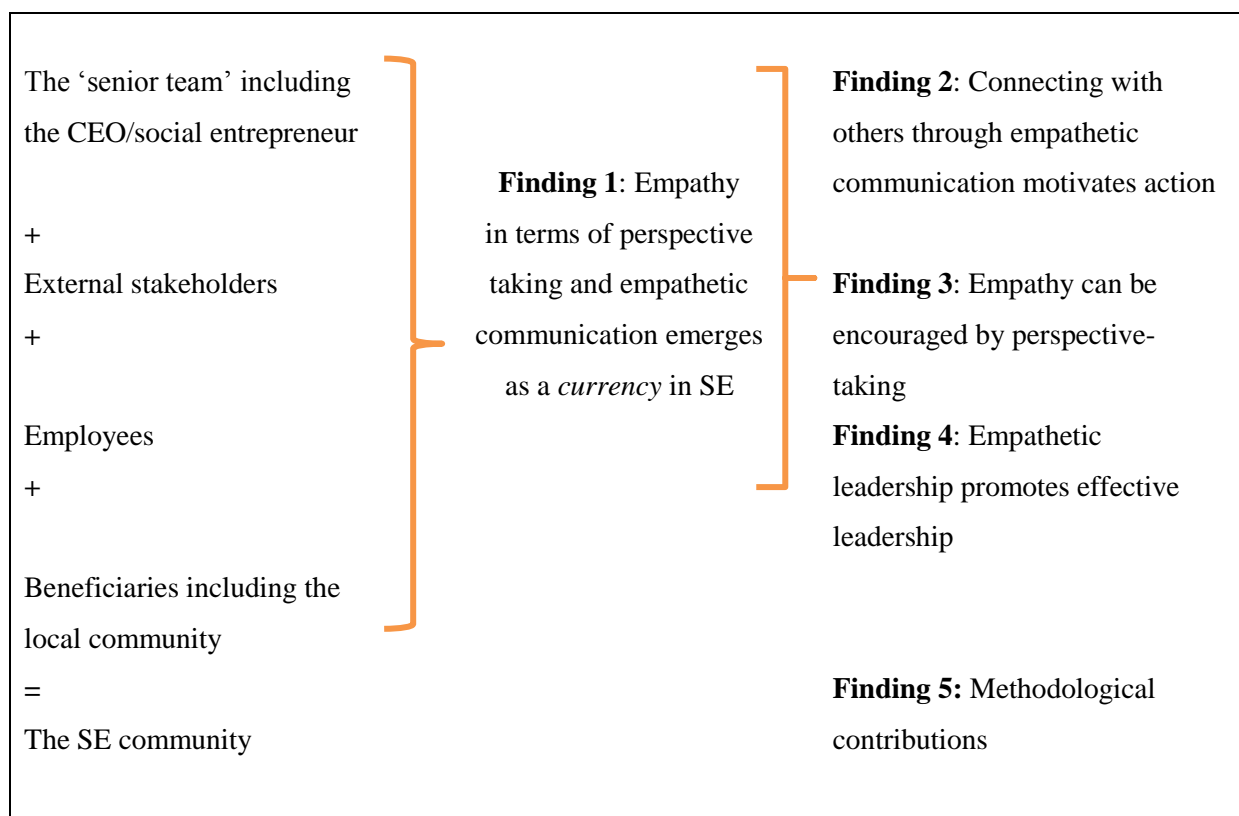 The ‘senior team’ including
the CEO/social entrepreneur
+
External stakeholders
+
Employees
+
Beneficiaries including the
local community
=
The SE community
Finding 1: Empathy
in terms of perspective
taking and empathetic
communication emerges
as a currency in SE
Finding 2: Connecting with
others through empathetic
communication motivates action
Finding 3: Empathy can be
encouraged by perspective-
taking
Finding 4: Empathetic
leadership promotes effective
leadership
Finding 5: Methodological
contributions